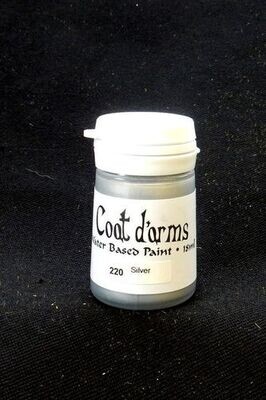 Coat d'arms
Water Based Paint • 18ml
220 Silver